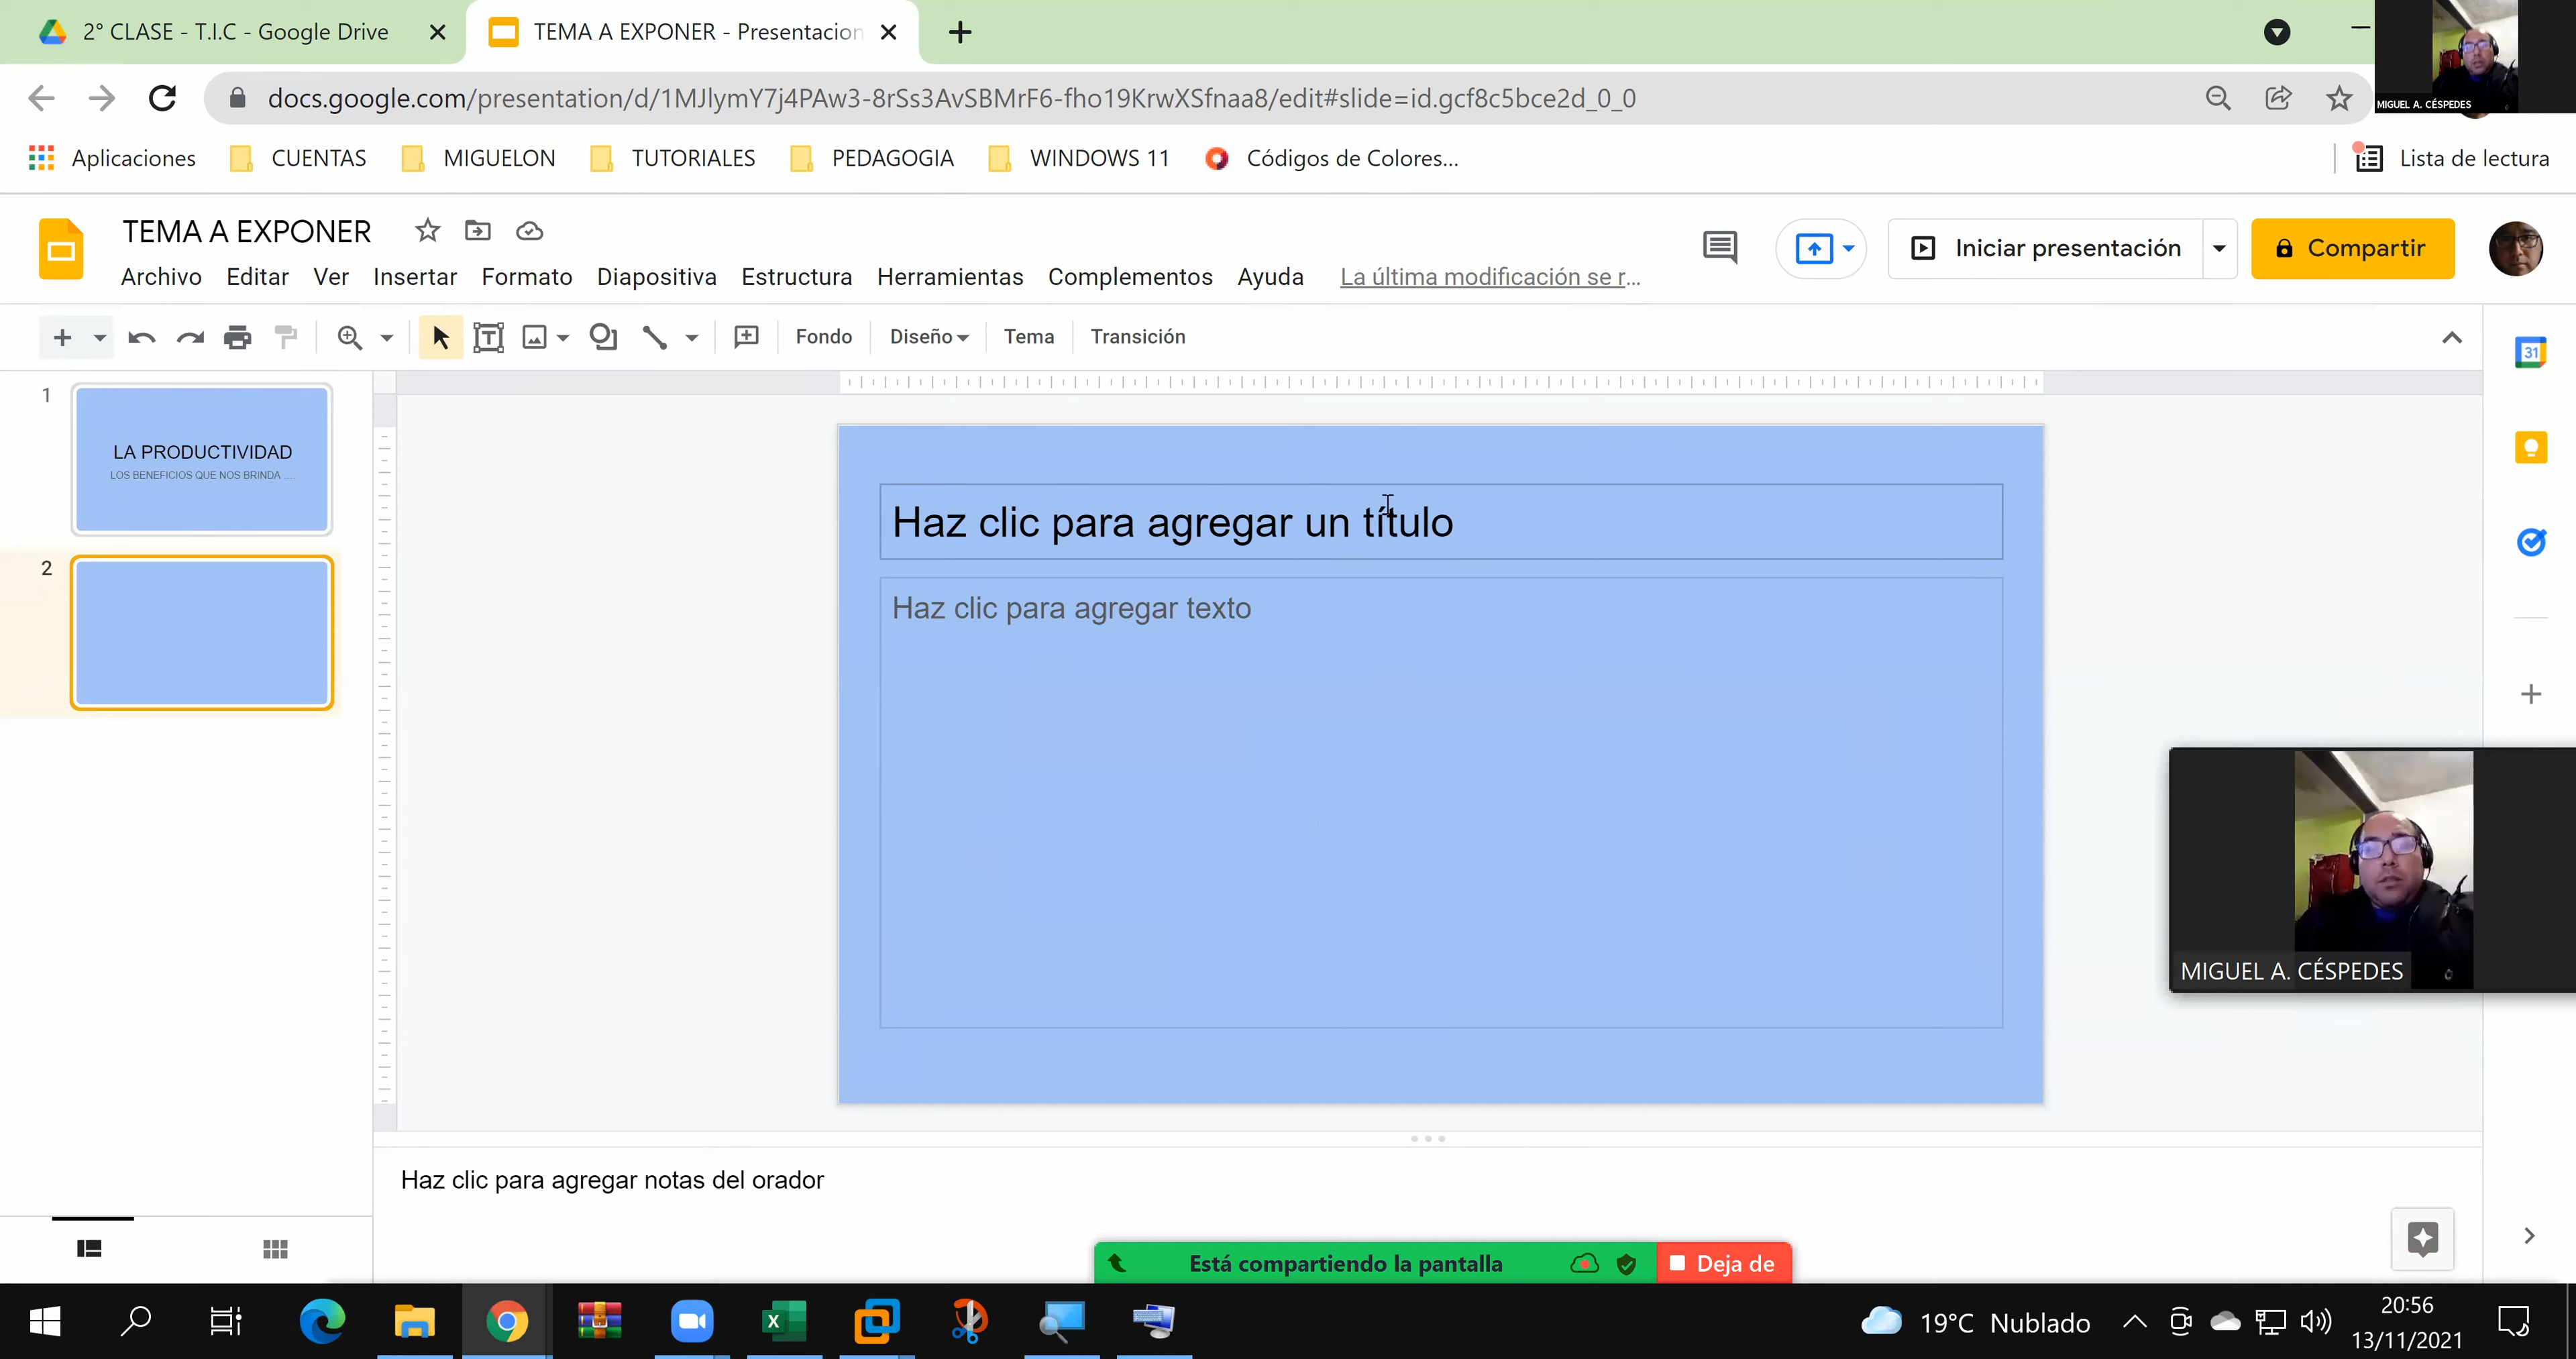 2° CLASE - T.I.C - Google Drive
TEMA A EXPONER - Presentacion
docs.google.com/presentation/d/1MJlymY7j4PAw3-8rSs3AvSBMrF6-fho19KrwXSfnaa8/edit#slide=id.gcf8c5bce2d_0_0
MIGUEL A. CÉSPEDES
Aplicaciones
CUENTAS
MIGUELON
TUTORIALES
PEDAGOGIA
WINDOWS 11
Códigos de Colores...
Lista de lectura
TEMA A EXPONER
Iniciar presentación
Compartir
Archivo Editar Ver Insertar Formato Diapositiva Estructura Herramientas Complementos Ayuda La última modificación se r...
Fondo Diseño Tema Transición
31
1
LA PRODUCTIVIDAD
LOS BENEFICIOS QUE NOS BRINDA ....
2
Haz clic para agregar un título
Haz clic para agregar texto
MIGUEL A. CÉSPEDES
Haz clic para agregar notas del orador
Está compartiendo la pantalla
Deja de
19°C Nublado
20:56
13/11/2021